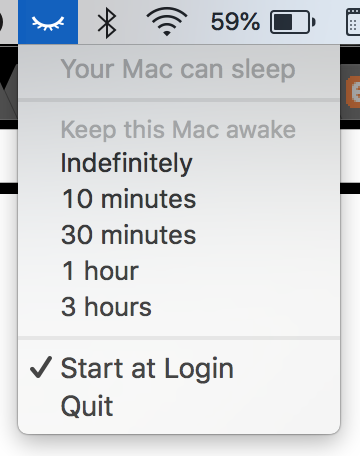 59%
Your Mac can sleep
Keep this Mac awake
Indefinitely
10 minutes
30 minutes
1 hour
3 hours
Start at Login
Quit